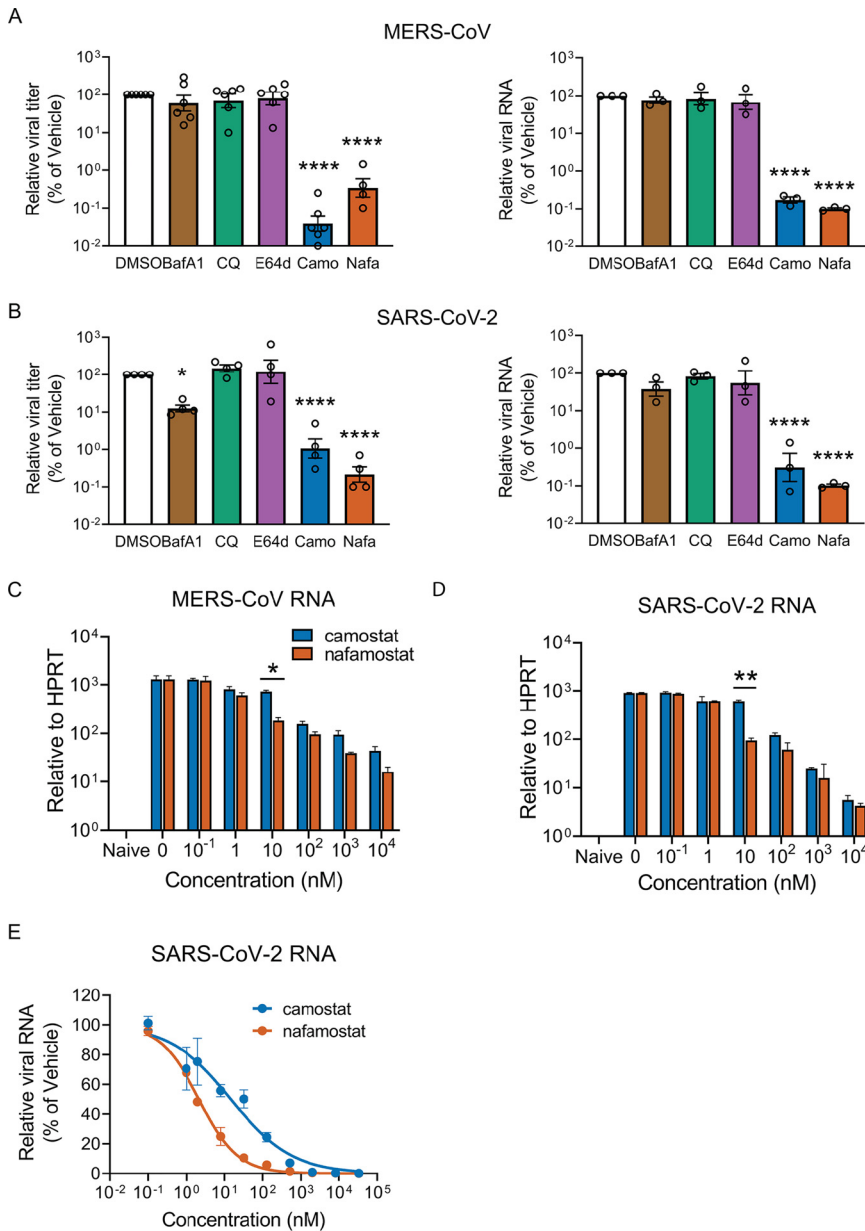 A
MERS-CoV
Relative viral titer
(% of Vehicle)
10³
10²
10¹
10⁰
10⁻¹
10⁻²
****
****
DMSO BafA1 CQ E64d Camo Nafa
Relative viral RNA
(% of Vehicle)
10³
10²
10¹
10⁰
10⁻¹
10⁻²
****
****
DMSO BafA1 CQ E64d Camo Nafa
B
SARS-CoV-2
Relative viral titer
(% of Vehicle)
10³
10²
10¹
10⁰
10⁻¹
10⁻²
*
****
****
DMSO BafA1 CQ E64d Camo Nafa
Relative viral RNA
(% of Vehicle)
10³
10²
10¹
10⁰
10⁻¹
10⁻²
****
****
DMSO BafA1 CQ E64d Camo Nafa
C
MERS-CoV RNA
camostat
nafamostat
Relative to HPRT
10⁴
10³
10²
10¹
10⁰
*
Naive 0 10⁻¹ 1 10 10² 10³ 10⁴
Concentration (nM)
D
SARS-CoV-2 RNA
Relative to HPRT
10⁴
10³
10²
10¹
10⁰
**
Naive 0 10⁻¹ 1 10 10² 10³ 10⁴
Concentration (nM)
E
SARS-CoV-2 RNA
camostat
nafamostat
Relative viral RNA
(% of Vehicle)
120
100
80
60
40
20
0
10⁻² 10⁻¹ 10⁰ 10¹ 10² 10³ 10⁴ 10⁵
Concentration (nM)